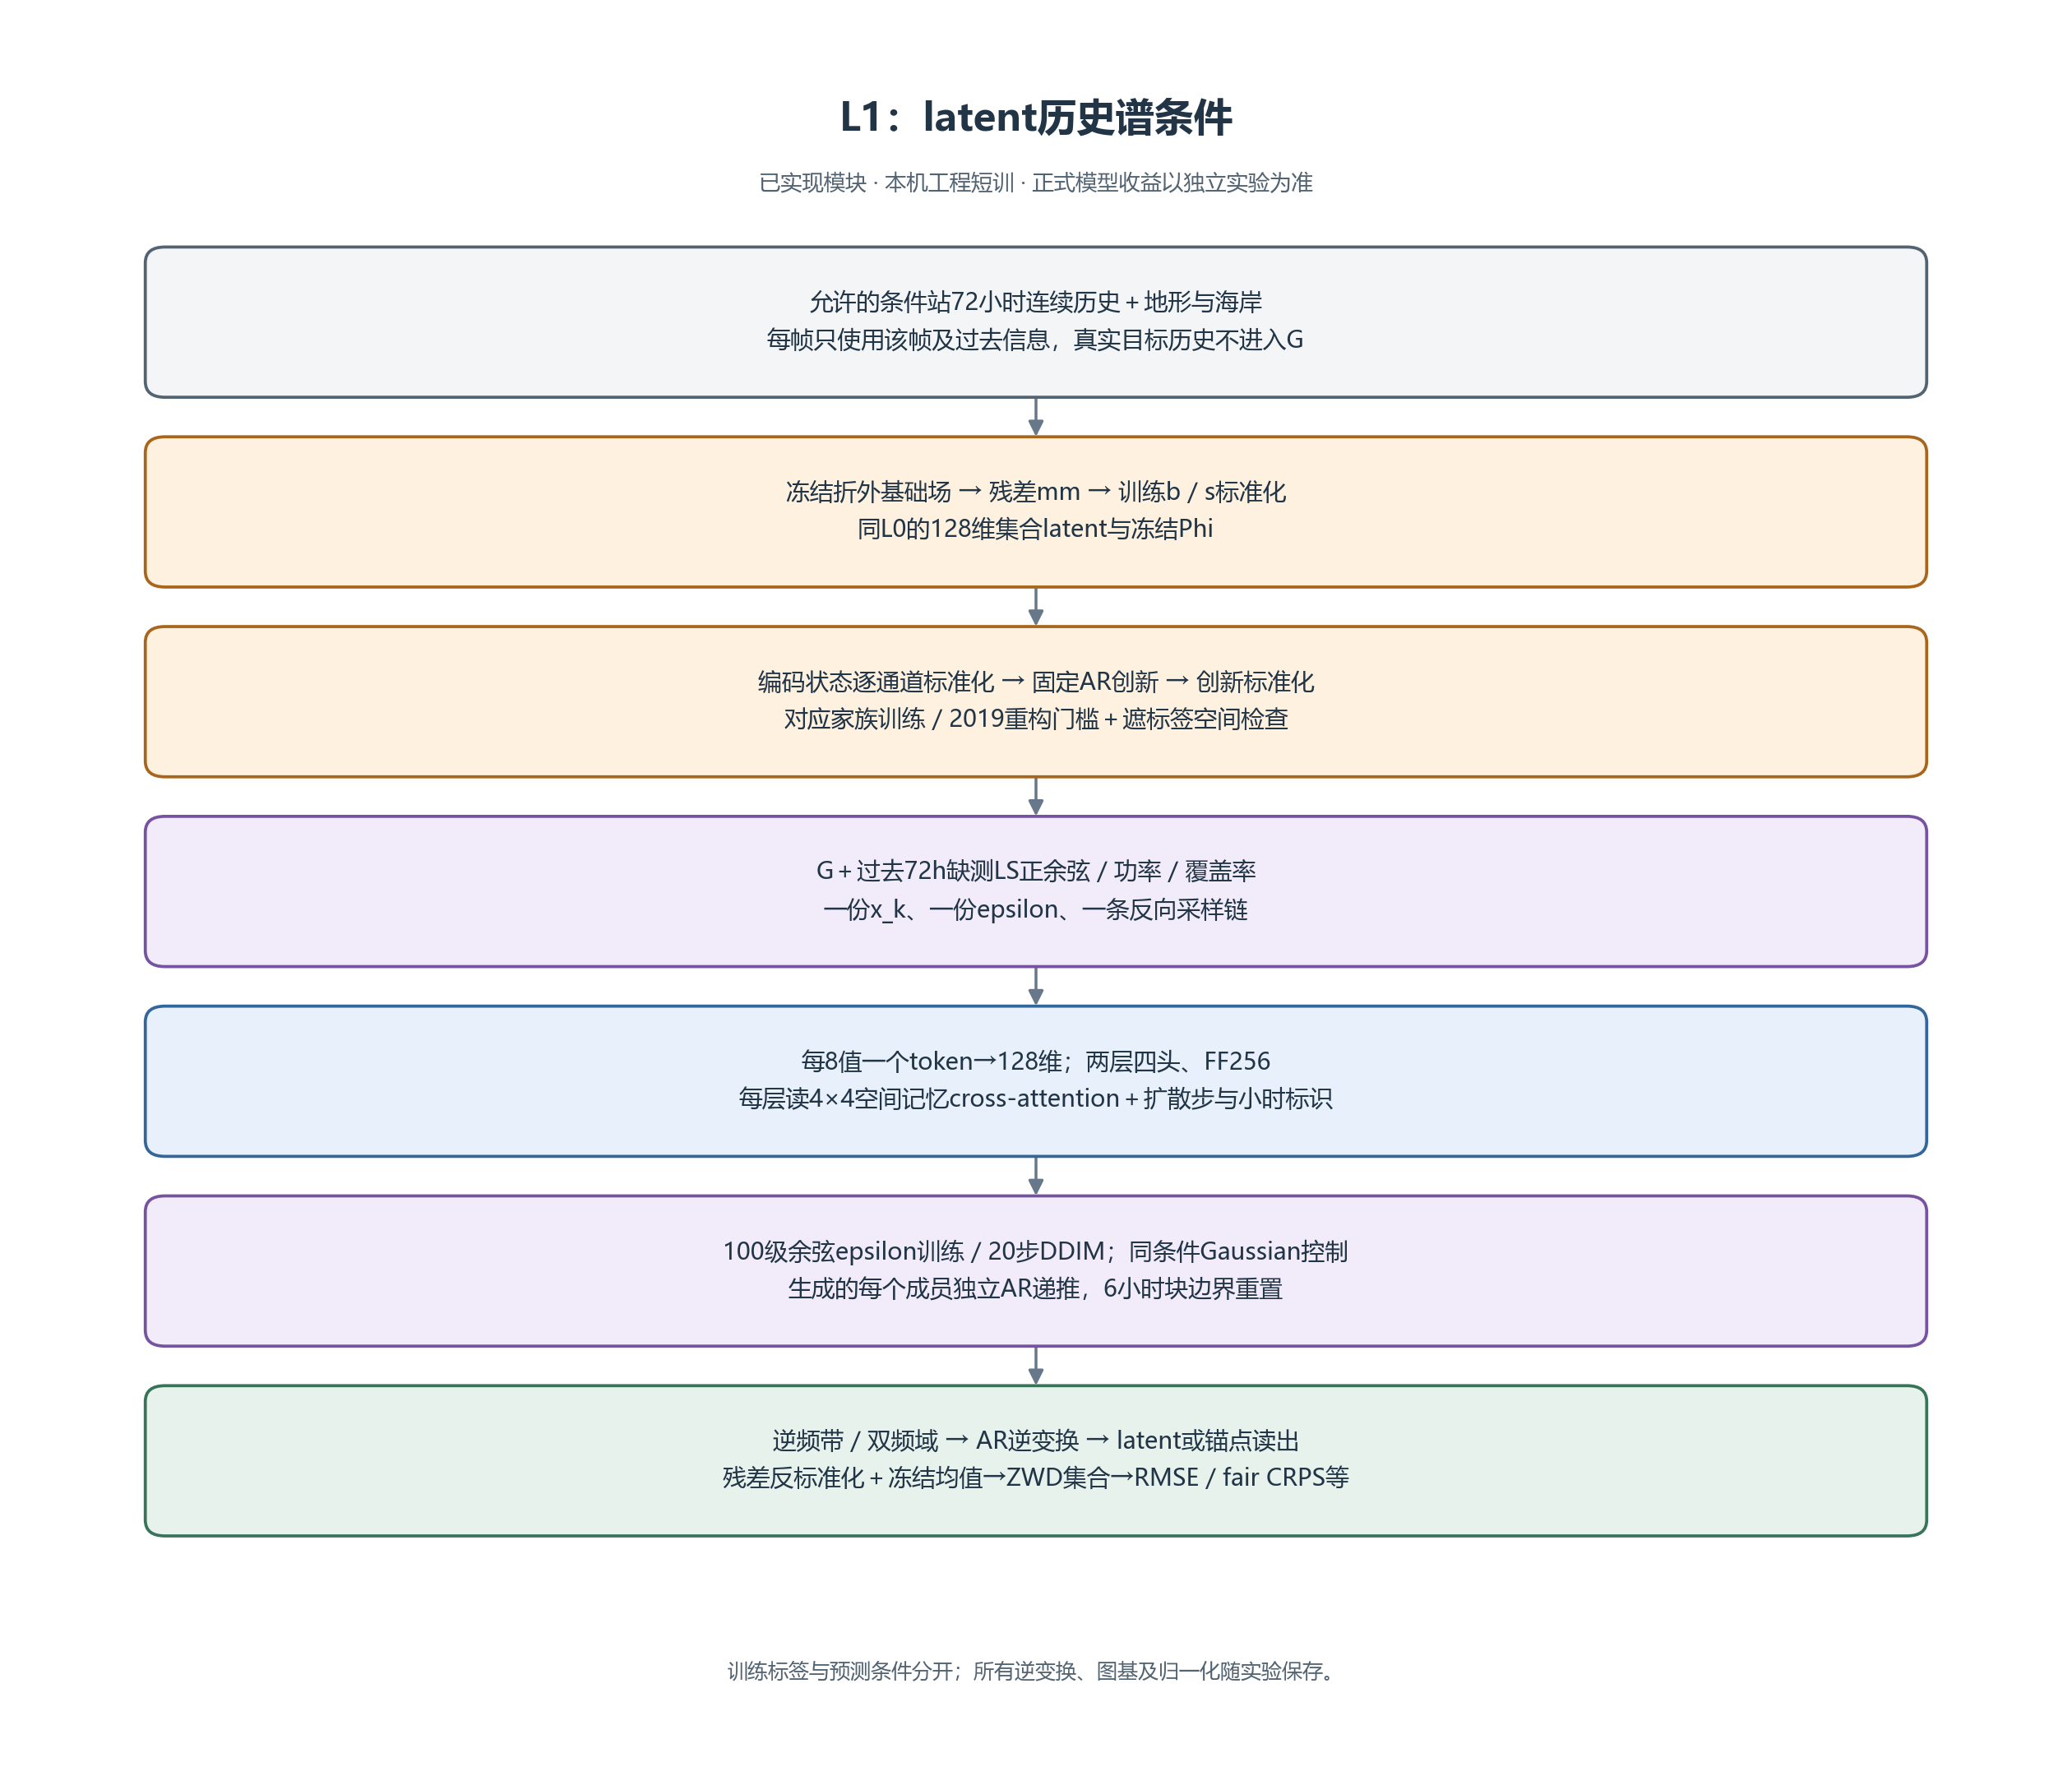 L1：latent历史谱条件
已实现模块 · 本机工程短训 · 正式模型收益以独立实验为准
允许的条件站72小时连续历史＋地形与海岸
每帧只使用该帧及过去信息，真实目标历史不进入G
冻结折外基础场 → 残差mm → 训练b / s标准化
同L0的128维集合latent与冻结Phi
编码状态逐通道标准化 → 固定AR创新 → 创新标准化
对应家族训练 / 2019重构门槛＋遮标签空间检查
G＋过去72h缺测LS正余弦 / 功率 / 覆盖率
一份x_k、一份epsilon、一条反向采样链
每8值一个token→128维；两层四头、FF256
每层读4×4空间记忆cross-attention＋扩散步与小时标识
100级余弦epsilon训练 / 20步DDIM；同条件Gaussian控制
生成的每个成员独立AR递推，6小时块边界重置
逆频带 / 双频域 → AR逆变换 → latent或锚点读出
残差反标准化＋冻结均值→ZWD集合→RMSE / fair CRPS等
训练标签与预测条件分开；所有逆变换、图基及归一化随实验保存。